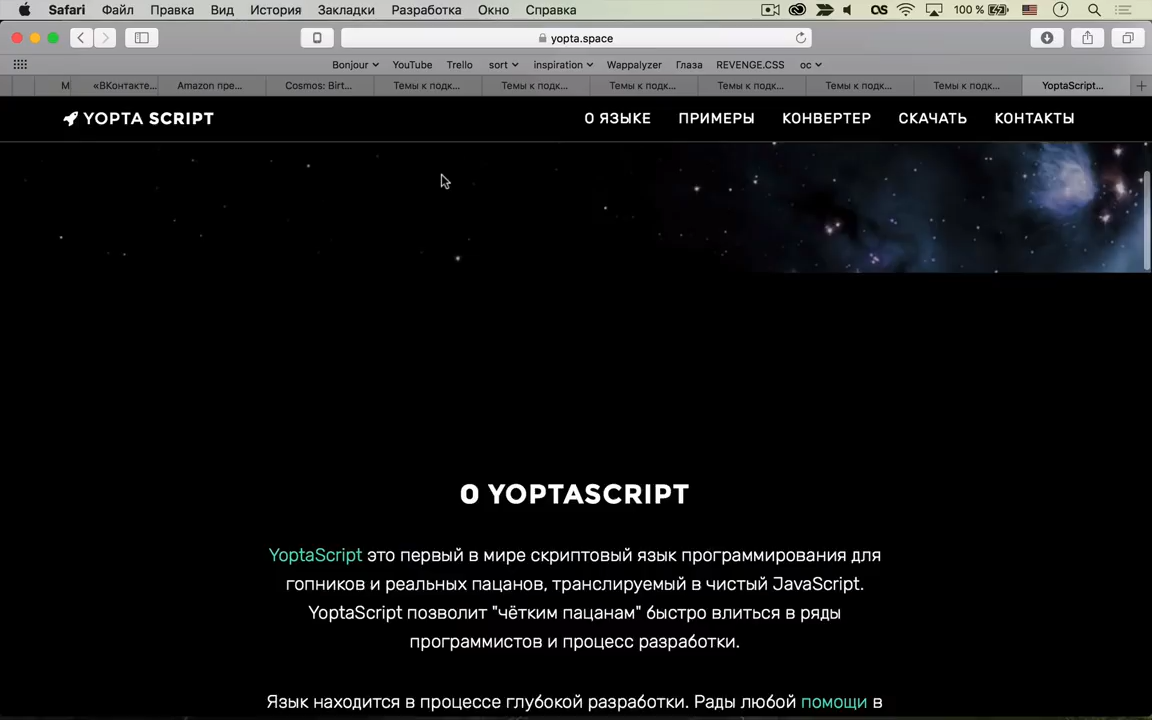 Safari Файл Правка Вид История Закладки Разработка Окно Справка 100 %
yopta.space
Bonjour YouTube Trello sort inspiration Wappalyzer Глаза REVENGE.CSS ос
М «ВКонтакте... Amazon пре... Cosmos: Birt... Темы к подк... Темы к подк... Темы к подк... Темы к подк... Темы к подк... Темы к подк... YoptaScript...
YOPTA SCRIPT О ЯЗЫКЕ ПРИМЕРЫ КОНВЕРТЕР СКАЧАТЬ КОНТАКТЫ
О YOPTASCRIPT
YoptaScript это первый в мире скриптовый язык программирования для
гопников и реальных пацанов, транслируемый в чистый JavaScript.
YoptaScript позволит "чётким пацанам" быстро влиться в ряды
программистов и процесс разработки.
Язык находится в процессе глубокой разработки. Рады любой помощи в